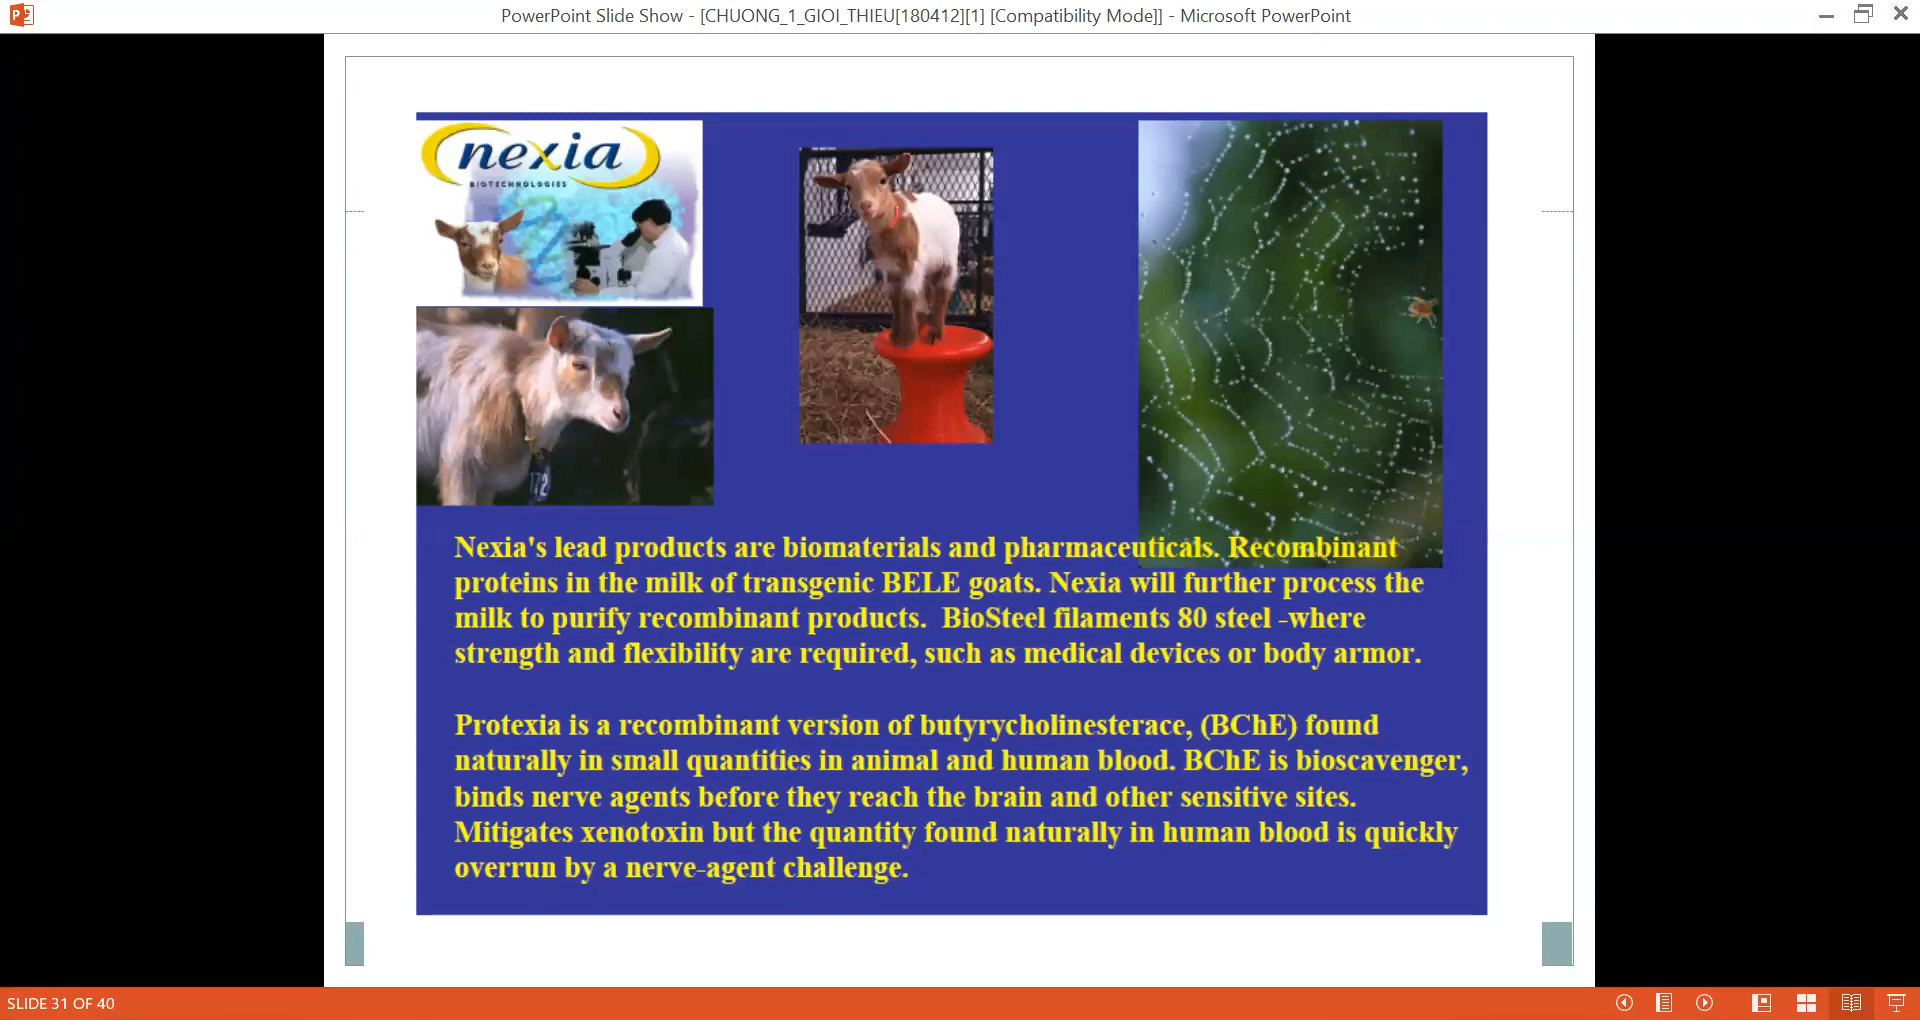 PowerPoint Slide Show - [CHUONG_1_GIOI_THIEU[180412][1] [Compatibility Mode]] - Microsoft PowerPoint
nexia
BIOTECHNOLOGIES
172
Nexia's lead products are biomaterials and pharmaceuticals. Recombinant
proteins in the milk of transgenic BELE goats. Nexia will further process the
milk to purify recombinant products. BioSteel filaments 80 steel -where
strength and flexibility are required, such as medical devices or body armor.
Protexia is a recombinant version of butyrycholinesterace, (BChE) found
naturally in small quantities in animal and human blood. BChE is bioscavenger,
binds nerve agents before they reach the brain and other sensitive sites.
Mitigates xenotoxin but the quantity found naturally in human blood is quickly
overrun by a nerve-agent challenge.
SLIDE 31 OF 40